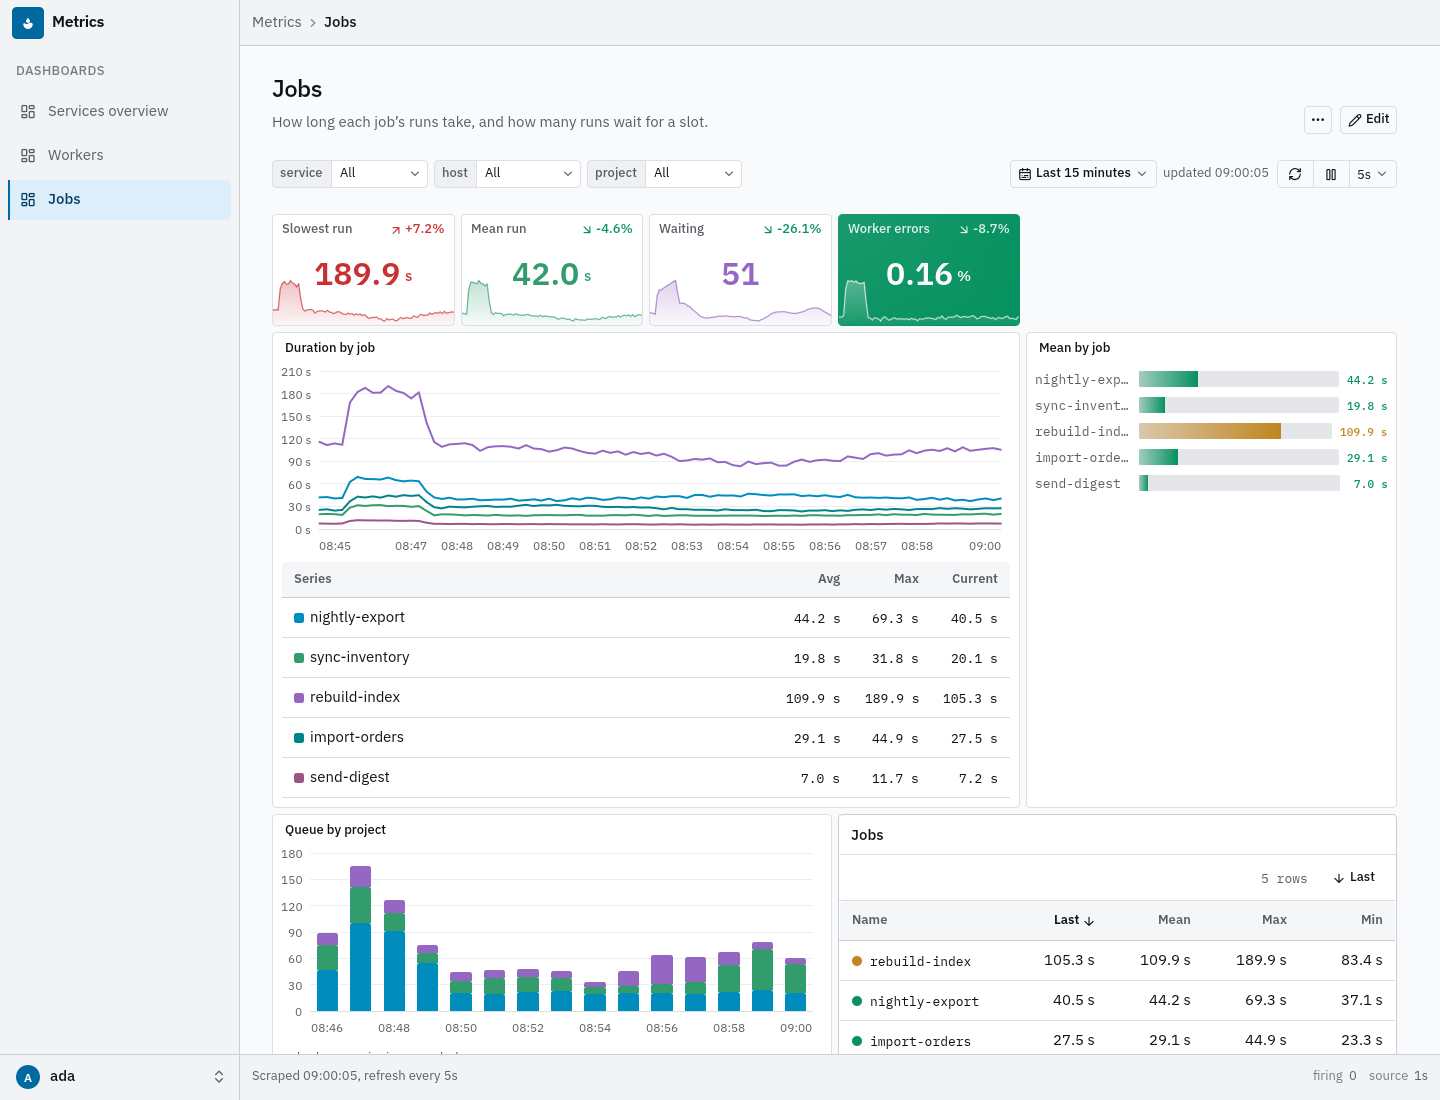 Metrics
DASHBOARDS
Services overview
Workers
Jobs
Metrics > Jobs
Jobs
How long each job’s runs take, and how many runs wait for a slot.
Edit
service All host All project All
Last 15 minutes updated 09:00:05 5s
Slowest run +7.2%
189.9 s
Mean run -4.6%
42.0 s
Waiting -26.1%
51
Worker errors -8.7%
0.16 %
Duration by job
210 s
180 s
150 s
120 s
90 s
60 s
30 s
0 s
08:45 08:47 08:48 08:49 08:50 08:51 08:52 08:53 08:54 08:55 08:56 08:57 08:58 09:00
Series Avg Max Current
nightly-export 44.2 s 69.3 s 40.5 s
sync-inventory 19.8 s 31.8 s 20.1 s
rebuild-index 109.9 s 189.9 s 105.3 s
import-orders 29.1 s 44.9 s 27.5 s
send-digest 7.0 s 11.7 s 7.2 s
Mean by job
nightly-exp… 44.2 s
sync-invent… 19.8 s
rebuild-ind… 109.9 s
import-orde… 29.1 s
send-digest 7.0 s
Queue by project
180
150
120
90
60
30
0
08:46 08:48 08:50 08:52 08:54 08:56 08:58 09:00
Jobs
5 rows Last
Name Last Mean Max Min
rebuild-index 105.3 s 109.9 s 189.9 s 83.4 s
nightly-export 40.5 s 44.2 s 69.3 s 37.1 s
import-orders 27.5 s 29.1 s 44.9 s 23.3 s
A ada
Scraped 09:00:05, refresh every 5s
firing 0 source 1s